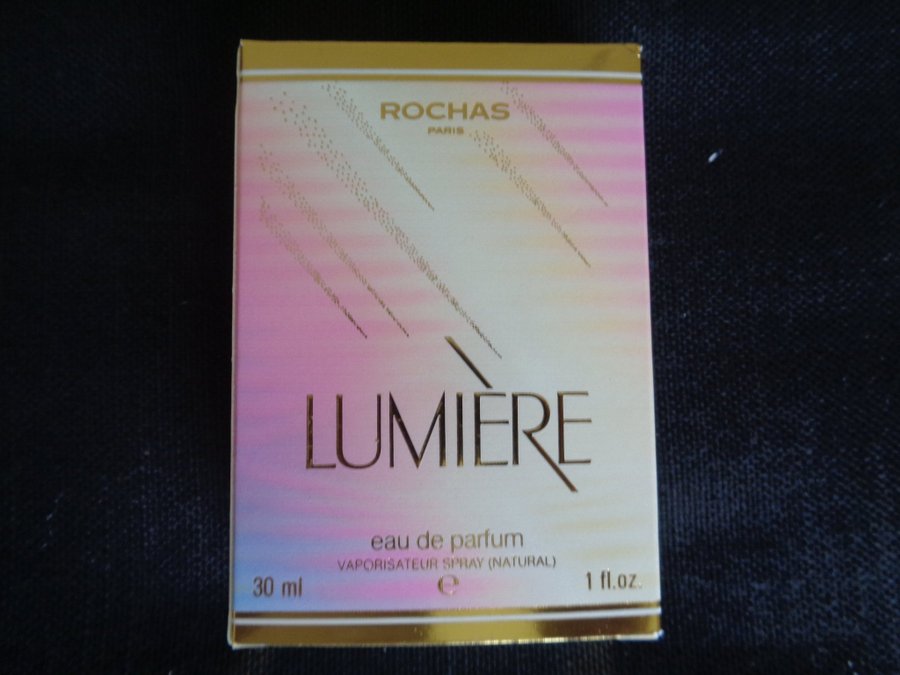 ROCHAS
PARIS
LUMIÈRE
eau de parfum
VAPORISATEUR SPRAY (NATURAL)
30 ml ℮ 1 fl.oz.